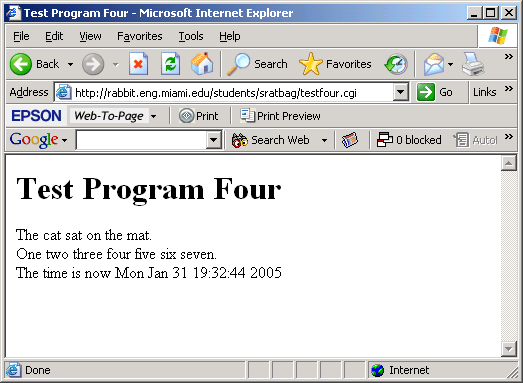 Test Program Four - Microsoft Internet Explorer
File Edit View Favorites Tools Help
Back Search Favorites
Address http://rabbit.eng.miami.edu/students/sratbag/testfour.cgi Go Links
EPSON Web-To-Page Print Print Preview
Google Search Web 0 blocked Autol
Test Program Four
The cat sat on the mat.
One two three four five six seven.
The time is now Mon Jan 31 19:32:44 2005
Done Internet